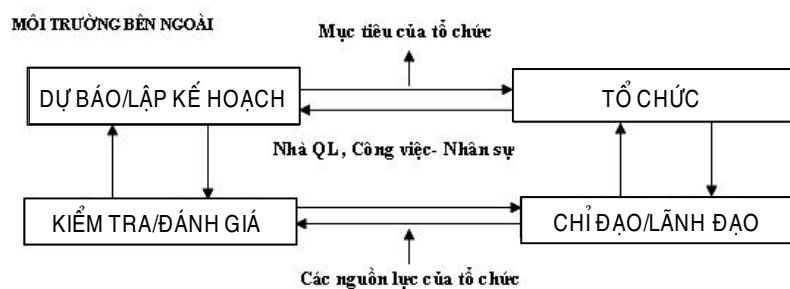 MÔI TRƯỜNG BÊN NGOÀI
Mục tiêu của tổ chức
DỰ BÁO/LẬP KẾ HOẠCH
TỔ CHỨC
Nhà QL, Công việc- Nhân sự
KIỂM TRA/ĐÁNH GIÁ
CHỈ ĐẠO/LÃNH ĐẠO
Các nguồn lực của tổ chức